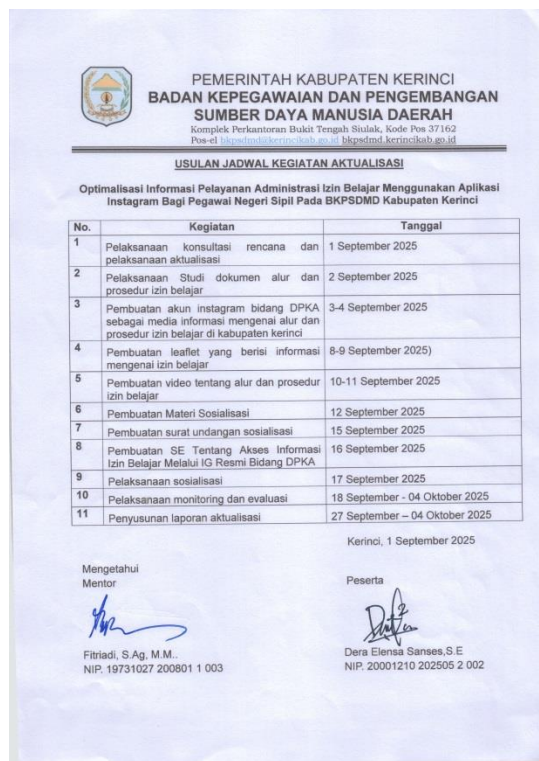 PEMERINTAH KABUPATEN KERINCI
BADAN KEPEGAWAIAN DAN PENGEMBANGAN
SUMBER DAYA MANUSIA DAERAH
Komplek Perkantoran Bukit Tengah Siulak, Kode Pos 37162
Pos-el bkpsdmd@kerincikab.go.id bkpsdmd.kerincikab.go.id
USULAN JADWAL KEGIATAN AKTUALISASI
Optimalisasi Informasi Pelayanan Administrasi Izin Belajar Menggunakan Aplikasi
Instagram Bagi Pegawai Negeri Sipil Pada BKPSDMD Kabupaten Kerinci
No. Kegiatan Tanggal
1 Pelaksanaan konsultasi rencana dan 1 September 2025
pelaksanaan aktualisasi
2 Pelaksanaan Studi dokumen alur dan 2 September 2025
prosedur izin belajar
3 Pembuatan akun instagram bidang DPKA 3-4 September 2025
sebagai media informasi mengenai alur dan
prosedur izin belajar di kabupaten kerinci
4 Pembuatan leaflet yang berisi informasi 8-9 September 2025)
mengenai izin belajar
5 Pembuatan video tentang alur dan prosedur 10-11 September 2025
izin belajar
6 Pembuatan Materi Sosialisasi 12 September 2025
7 Pembuatan surat undangan sosialisasi 15 September 2025
8 Pembuatan SE Tentang Akses Informasi 16 September 2025
Izin Belajar Melalui IG Resmi Bidang DPKA
9 Pelaksanaan sosialisasi 17 September 2025
10 Pelaksanaan monitoring dan evaluasi 18 September - 04 Oktober 2025
11 Penyusunan laporan aktualisasi 27 September – 04 Oktober 2025
Kerinci, 1 September 2025
Mengetahui
Mentor Peserta
Fitriadi, S.Ag, M.M.. Dera Elensa Sanses,S.E
NIP. 19731027 200801 1 003 NIP. 20001210 202505 2 002